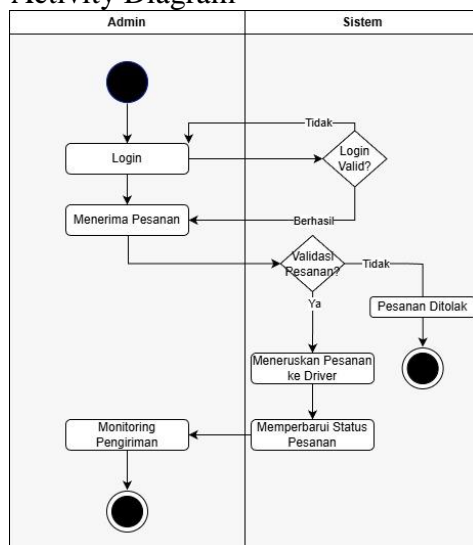 Activity Diagram
Admin
Sistem
Tidak
Login
Login
Valid?
Menerima Pesanan
Berhasil
Validasi
Pesanan?
Tidak
Ya
Pesanan Ditolak
Meneruskan Pesanan
ke Driver
Monitoring
Pengiriman
Memperbarui Status
Pesanan